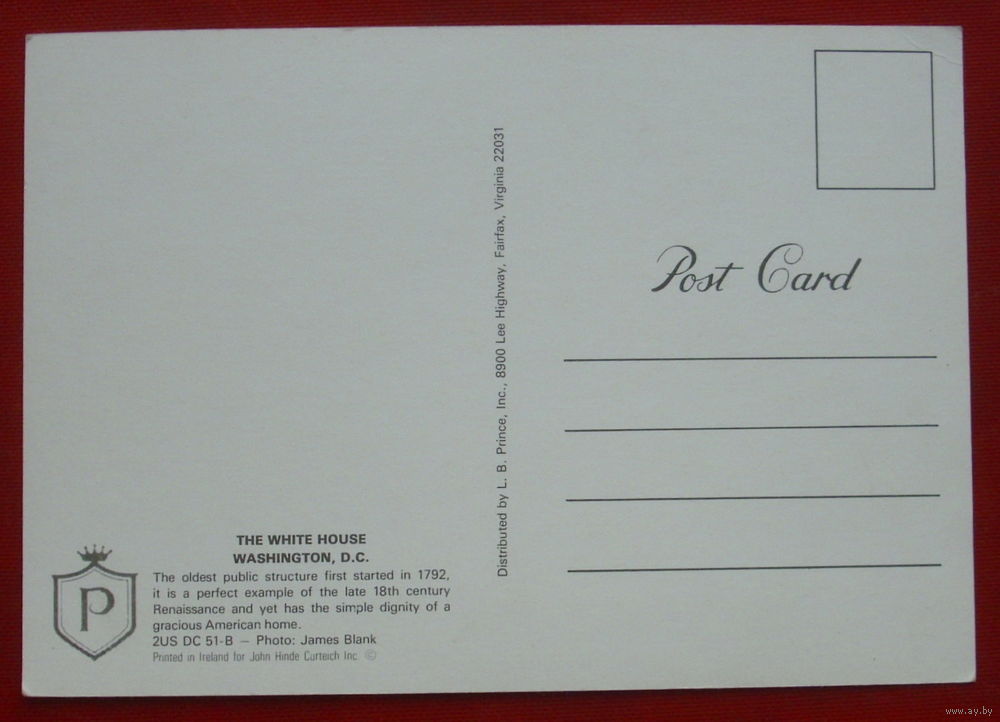 THE WHITE HOUSE
WASHINGTON, D.C.
The oldest public structure first started in 1792,
it is a perfect example of the late 18th century
Renaissance and yet has the simple dignity of a
gracious American home.
2US DC 51-B — Photo: James Blank
Printed in Ireland for John Hinde Curteich Inc ©
P
Distributed by L. B. Prince, Inc., 8900 Lee Highway, Fairfax, Virginia 22031
Post Card
www.ay.by